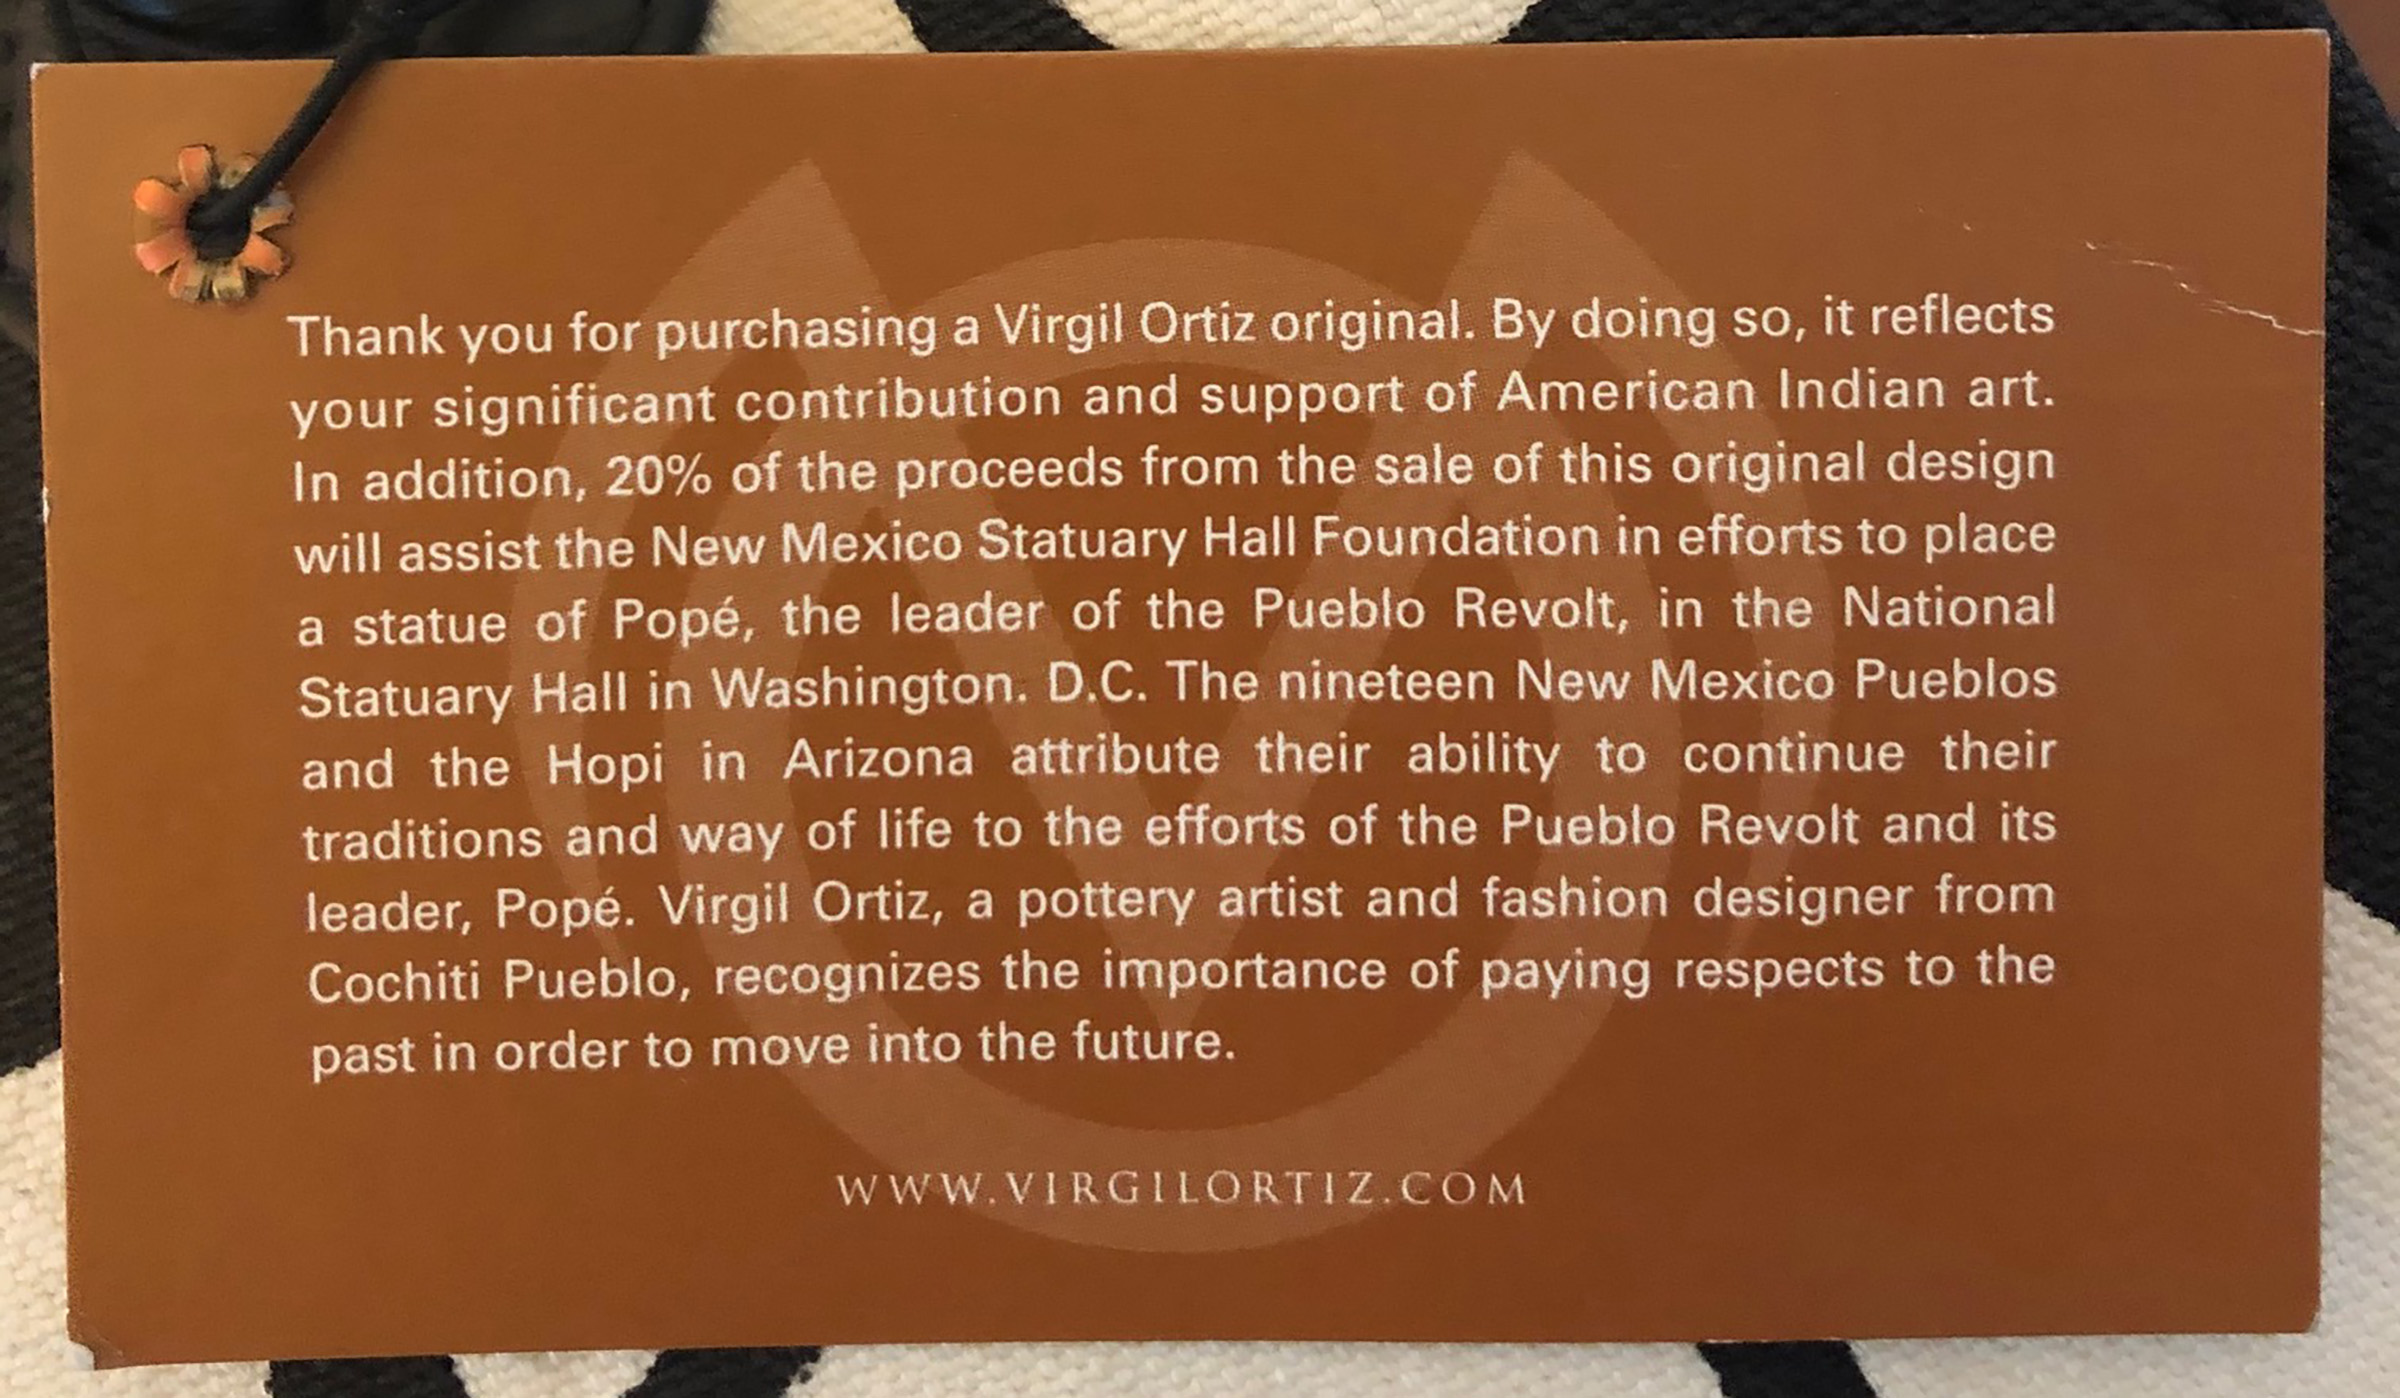 Thank you for purchasing a Virgil Ortiz original. By doing so, it reflects
your significant contribution and support of American Indian art.
In addition, 20% of the proceeds from the sale of this original design
will assist the New Mexico Statuary Hall Foundation in efforts to place
a statue of Popé, the leader of the Pueblo Revolt, in the National
Statuary Hall in Washington. D.C. The nineteen New Mexico Pueblos
and the Hopi in Arizona attribute their ability to continue their
traditions and way of life to the efforts of the Pueblo Revolt and its
leader, Popé. Virgil Ortiz, a pottery artist and fashion designer from
Cochiti Pueblo, recognizes the importance of paying respects to the
past in order to move into the future.
WWW.VIRGILORTIZ.COM